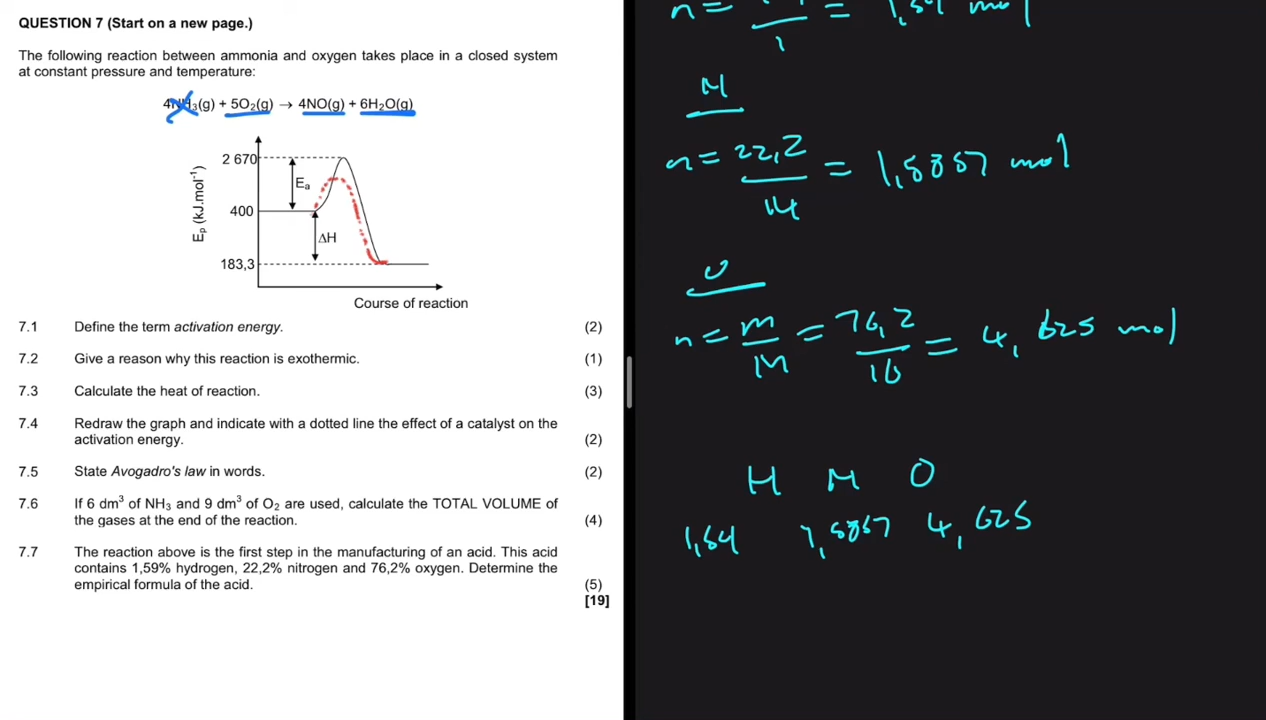 QUESTION 7 (Start on a new page.)
The following reaction between ammonia and oxygen takes place in a closed system
at constant pressure and temperature:
4NH₃(g) + 5O₂(g) → 4NO(g) + 6H₂O(g)
2 670
Eₐ
Eₚ (kJ.mol⁻¹)
400
ΔH
183,3
Course of reaction
7.1 Define the term activation energy. (2)
7.2 Give a reason why this reaction is exothermic. (1)
7.3 Calculate the heat of reaction. (3)
7.4 Redraw the graph and indicate with a dotted line the effect of a catalyst on the
activation energy. (2)
7.5 State Avogadro's law in words. (2)
7.6 If 6 dm³ of NH₃ and 9 dm³ of O₂ are used, calculate the TOTAL VOLUME of
the gases at the end of the reaction. (4)
7.7 The reaction above is the first step in the manufacturing of an acid. This acid
contains 1,59% hydrogen, 22,2% nitrogen and 76,2% oxygen. Determine the
empirical formula of the acid. (5)
[19]
N
n = 22,2/14 = 1,5857 mol
O
n = m/M = 76,2/16 = 4,625 mol
H N O
1,59 1,5857 4,625